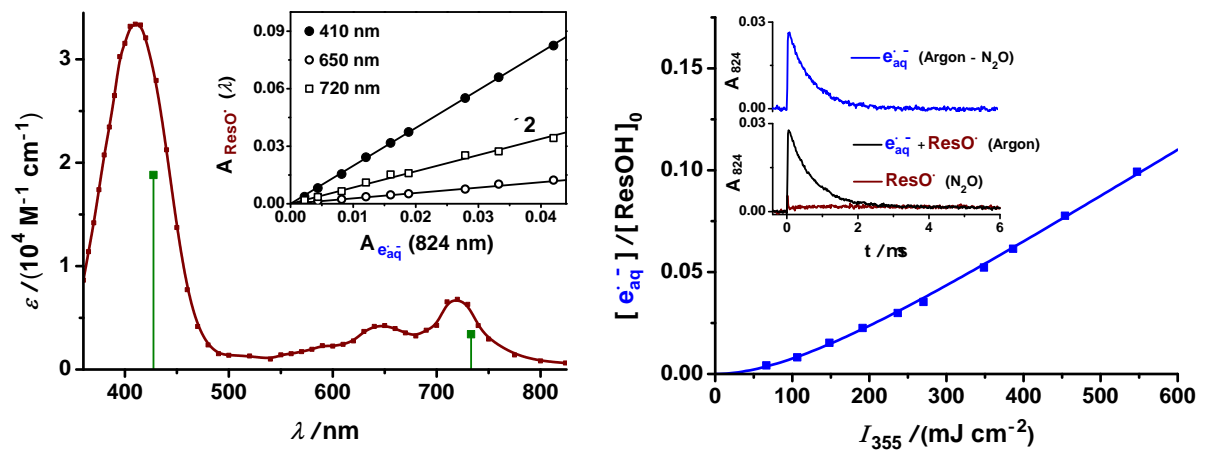 ε /(10⁴ M⁻¹ cm⁻¹)
3
2
1
0
400
500
600
700
800
λ /nm
A ResO˙ (λ)
0.09
0.06
0.03
0.00
410 nm
650 nm
720 nm
´2
0.00
0.01
0.02
0.03
0.04
A e˙⁻aq (824 nm)
[ e˙⁻aq ] / [ResOH]0
0.15
0.10
0.05
0.00
0
100
200
300
400
500
600
I355 /(mJ cm⁻²)
A 824
0.03
0.00
e˙⁻aq (Argon - N2O)
A 824
0.03
0.00
e˙⁻aq + ResO˙ (Argon)
ResO˙ (N2O)
0
2
4
6
t /ms